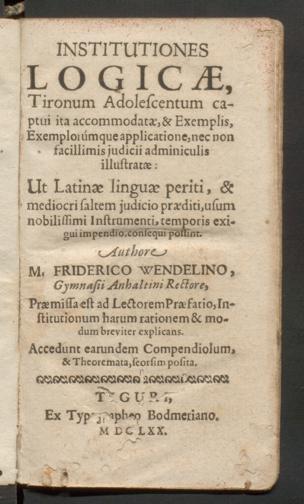 INSTITUTIONES
LOGICÆ,
Tironum Adolescentum ca-
ptui ita accommodatæ, & Exemplis,
Exemplorúmque applicatione, nec non
facillimis judicii adminiculis
illustratæ:
Ut Latinæ linguæ periti, &
mediocri saltem judicio præditi, usum
nobilissimi Instrumenti, temporis exi-
gui impendio, consequi possint.
Authore
M. FRIDERICO WENDELINO,
Gymnasii Anhaltini Rectore,
Præmissa est ad Lectorem Præfatio, In-
stitutionum harum rationem & mo-
dum breviter explicans.
Accedunt earundem Compendiolum,
& Theoremata, seorsim posita.
Ex Bodmeriano.
M DC LXX.